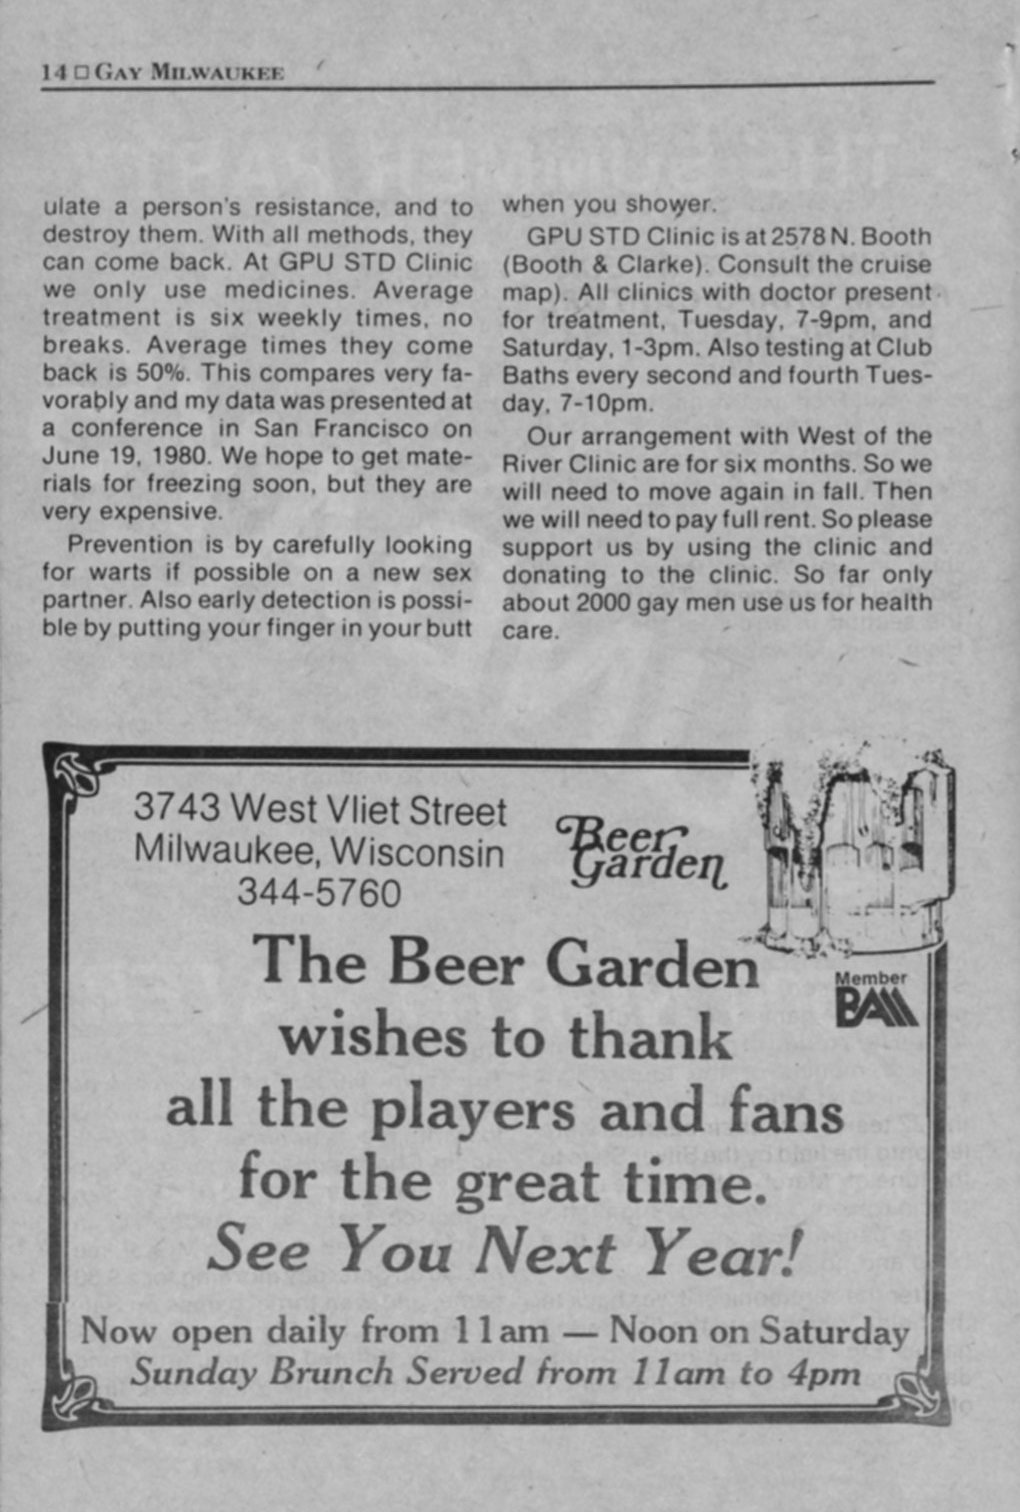 14 □ GAY MILWAUKEE
ulate a person's resistance, and to
destroy them. With all methods, they
can come back. At GPU STD Clinic
we only use medicines. Average
treatment is six weekly times, no
breaks. Average times they come
back is 50%. This compares very fa-
vorably and my data was presented at
a conference in San Francisco on
June 19, 1980. We hope to get mate-
rials for freezing soon, but they are
very expensive.
Prevention is by carefully looking
for warts if possible on a new sex
partner. Also early detection is possi-
ble by putting your finger in your butt
when you shower.
GPU STD Clinic is at 2578 N. Booth
(Booth & Clarke). Consult the cruise
map). All clinics with doctor present
for treatment, Tuesday, 7-9pm, and
Saturday, 1-3pm. Also testing at Club
Baths every second and fourth Tues-
day, 7-10pm.
Our arrangement with West of the
River Clinic are for six months. So we
will need to move again in fall. Then
we will need to pay full rent. So please
support us by using the clinic and
donating to the clinic. So far only
about 2000 gay men use us for health
care.
3743 West Vliet Street
Milwaukee, Wisconsin
344-5760
Beer
Garden
The Beer Garden
wishes to thank
all the players and fans
for the great time.
See You Next Year!
Member
BAM
Now open daily from 11am — Noon on Saturday
Sunday Brunch Served from 11am to 4pm